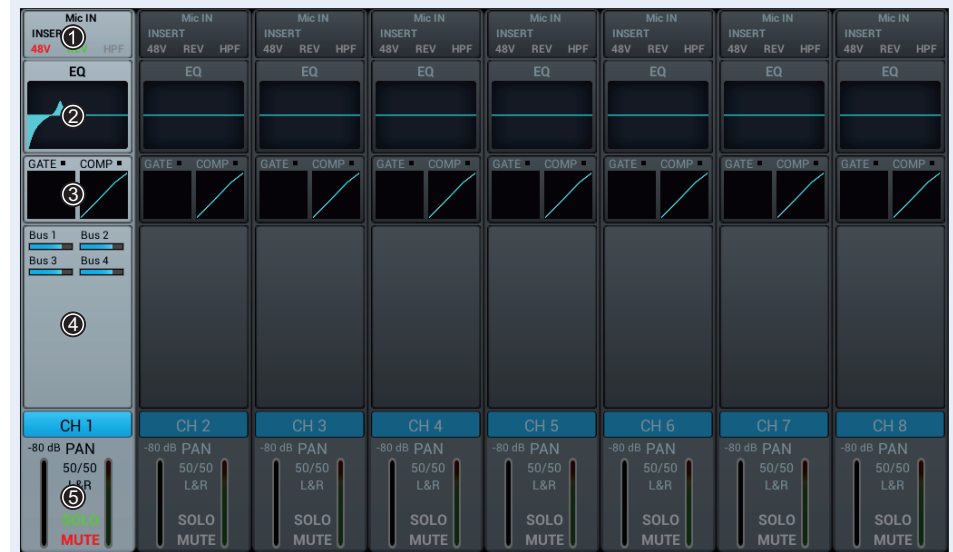 Mic IN Mic IN Mic IN Mic IN Mic IN Mic IN Mic IN Mic IN
INSERT INSERT INSERT INSERT INSERT INSERT INSERT INSERT
①
48V REV HPF 48V REV HPF 48V REV HPF 48V REV HPF 48V REV HPF 48V REV HPF 48V REV HPF 48V REV HPF
EQ EQ EQ EQ EQ EQ EQ EQ
②
GATE COMP GATE COMP GATE COMP GATE COMP GATE COMP GATE COMP GATE COMP GATE COMP
③
Bus 1 Bus 2
Bus 3 Bus 4
④
CH 1 CH 2 CH 3 CH 4 CH 5 CH 6 CH 7 CH 8
-80 dB PAN -80 dB PAN -80 dB PAN -80 dB PAN -80 dB PAN -80 dB PAN -80 dB PAN -80 dB PAN
50/50 50/50 50/50 50/50 50/50 50/50 50/50 50/50
L&R L&R L&R L&R L&R L&R L&R L&R
⑤
SOLO SOLO SOLO SOLO SOLO SOLO SOLO SOLO
MUTE MUTE MUTE MUTE MUTE MUTE MUTE MUTE